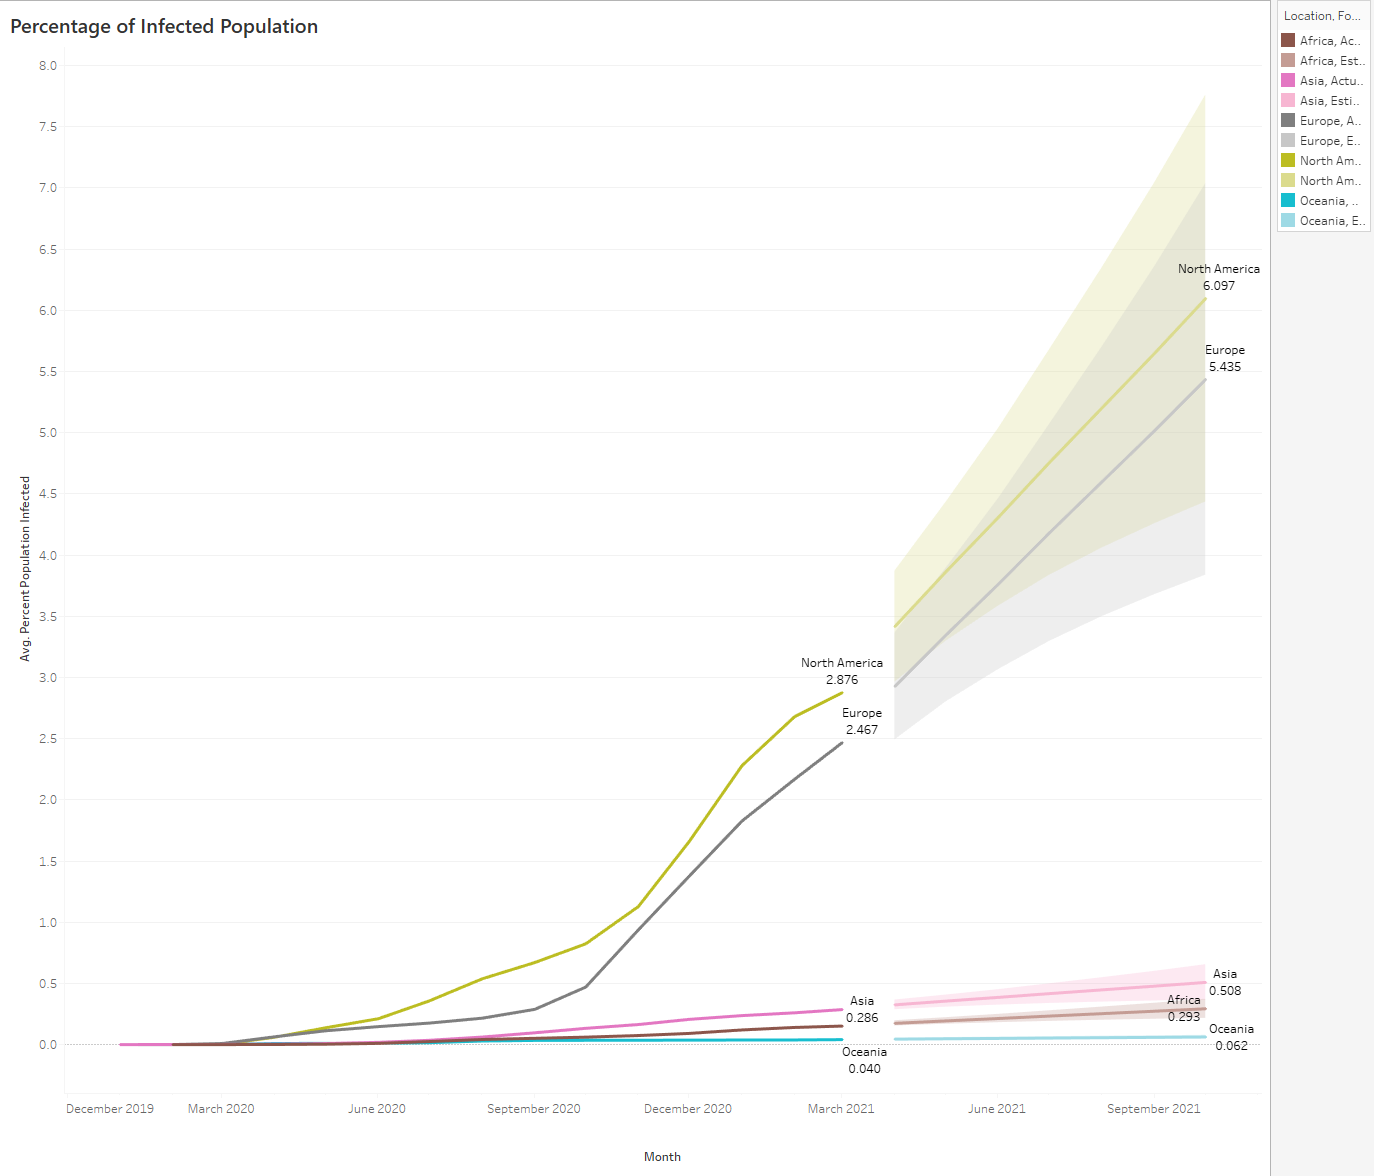 Percentage of Infected Population
Location, Fo...
Africa, Ac..
Africa, Est..
Asia, Actu..
Asia, Esti..
Europe, A..
Europe, E..
North Am..
North Am..
Oceania, ..
Oceania, E..
Avg. Percent Population Infected
8.0
7.5
7.0
6.5
6.0
5.5
5.0
4.5
4.0
3.5
3.0
2.5
2.0
1.5
1.0
0.5
0.0
North America
6.097
Europe
5.435
North America
2.876
Europe
2.467
Asia
0.508
Africa
0.293
Asia
0.286
Oceania
0.062
Oceania
0.040
December 2019
March 2020
June 2020
September 2020
December 2020
March 2021
June 2021
September 2021
Month